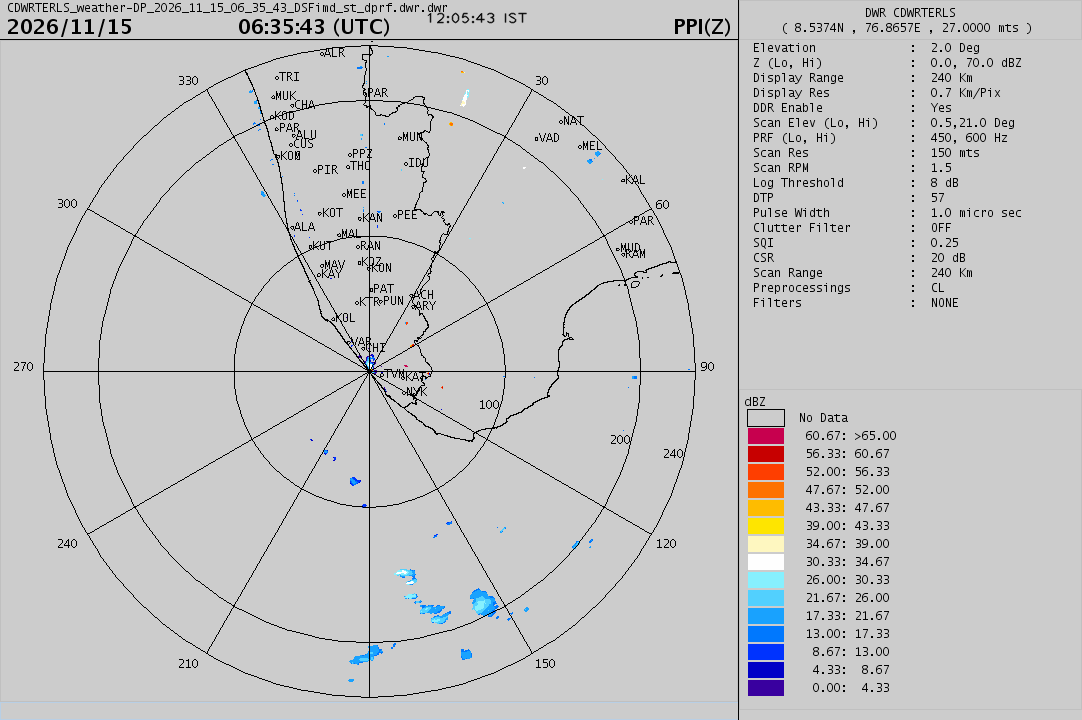 CDWRTERLS_weather-DP_2026_11_15_06_35_43_DSFimd_st_dprf.dwr.dwr
2026/11/15 06:35:43 (UTC) 12:05:43 IST PPI(Z)
DWR CDWRTERLS
( 8.5374N , 76.8657E , 27.0000 mts )
Elevation : 2.0 Deg
Z (Lo, Hi) : 0.0, 70.0 dBZ
Display Range : 240 Km
Display Res : 0.7 Km/Pix
DDR Enable : Yes
Scan Elev (Lo, Hi) : 0.5,21.0 Deg
PRF (Lo, Hi) : 450, 600 Hz
Scan Res : 150 mts
Scan RPM : 1.5
Log Threshold : 8 dB
DTP : 57
Pulse Width : 1.0 micro sec
Clutter Filter : OFF
SQI : 0.25
CSR : 20 dB
Scan Range : 240 Km
Preprocessings : CL
Filters : NONE
dBZ
No Data
60.67: >65.00
56.33: 60.67
52.00: 56.33
47.67: 52.00
43.33: 47.67
39.00: 43.33
34.67: 39.00
30.33: 34.67
26.00: 30.33
21.67: 26.00
17.33: 21.67
13.00: 17.33
8.67: 13.00
4.33: 8.67
0.00: 4.33
ALR
330 TRI 30
MUK PAR
CHA
KOD NAT
PAR
ALU MUN VAD
CUS MEL
KOM PPZ
THO IDU
PIR
KAL
MEE
300 60
KOT KAN PEE PAR
ALA
MAL
KUT RAN MUD
RAM
MAV KOZ
KAY KON
PAT
KTR PUN ACH
ARY
KOL
VAR
CHI
270 90
TVM KAT
NYK
100
200
240
240 120
210 150